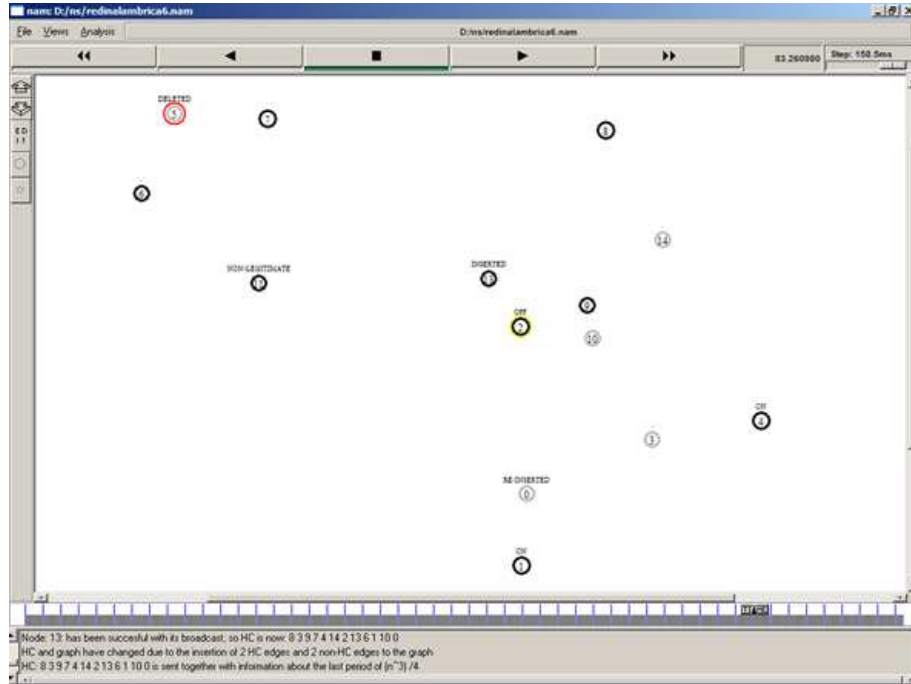 nam: D:/ns/redinalambrica6.nam
File Views Analysis D:/ns/redinalambrica6.nam
83.260980 Step: 158.5ms
DELETED
5
7
8
6
14
NON-LEGITIMATE
INSERTED
13
9
OFF
2
10
ON
4
3
RE-INSERTED
0
ON
1
TIME
Node: 13: has been succesful with its broadcast, so HC is now: 8 3 9 7 4 14 2 13 6 1 10 0
HC and graph have changed due to the insertion of 2 HC edges and 2 non-HC edges to the graph
HC: 8 3 9 7 4 14 2 13 6 1 10 0 is sent together with information about the last period of (n^3) /4